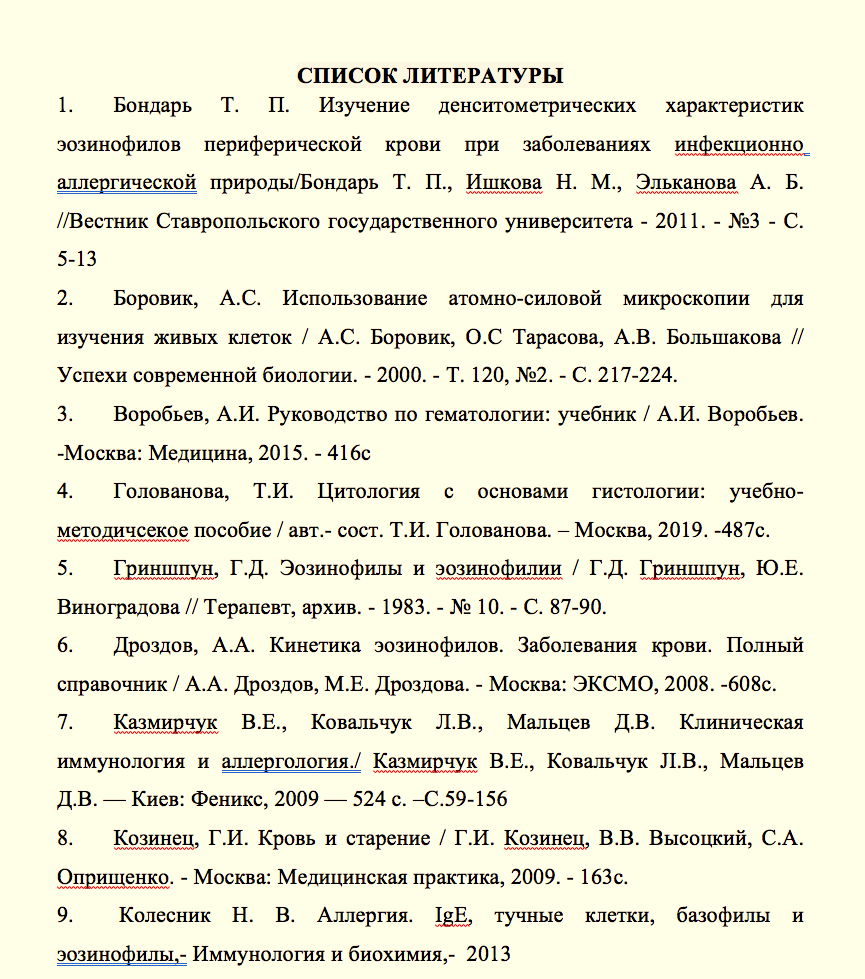 СПИСОК ЛИТЕРАТУРЫ
1. Бондарь Т. П. Изучение денситометрических характеристик
эозинофилов периферической крови при заболеваниях инфекционно
аллергической природы/Бондарь Т. П., Ишкова Н. М., Эльканова А. Б.
//Вестник Ставропольского государственного университета - 2011. - №3 - С.
5-13
2. Боровик, А.С. Использование атомно-силовой микроскопии для
изучения живых клеток / А.С. Боровик, О.С Тарасова, А.В. Большакова //
Успехи современной биологии. - 2000. - Т. 120, №2. - С. 217-224.
3. Воробьев, А.И. Руководство по гематологии: учебник / А.И. Воробьев.
-Москва: Медицина, 2015. - 416с
4. Голованова, Т.И. Цитология с основами гистологии: учебно-
методичсекое пособие / авт.- сост. Т.И. Голованова. – Москва, 2019. -487с.
5. Гриншпун, Г.Д. Эозинофилы и эозинофилии / Г.Д. Гриншпун, Ю.Е.
Виноградова // Терапевт, архив. - 1983. - № 10. - С. 87-90.
6. Дроздов, А.А. Кинетика эозинофилов. Заболевания крови. Полный
справочник / А.А. Дроздов, М.Е. Дроздова. - Москва: ЭКСМО, 2008. -608с.
7. Казмирчук В.Е., Ковальчук Л.В., Мальцев Д.В. Клиническая
иммунология и аллергология./ Казмирчук В.Е., Ковальчук Л.В., Мальцев
Д.В. — Киев: Феникс, 2009 — 524 с. –С.59-156
8. Козинец, Г.И. Кровь и старение / Г.И. Козинец, В.В. Высоцкий, С.А.
Оприщенко. - Москва: Медицинская практика, 2009. - 163с.
9. Колесник Н. В. Аллергия. IgE, тучные клетки, базофилы и
эозинофилы,- Иммунология и биохимия,- 2013